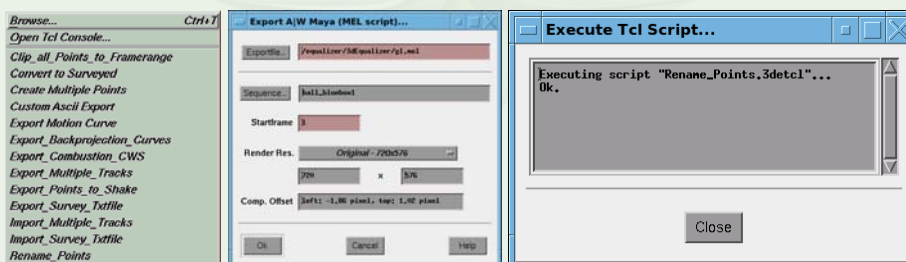 Browse... Ctrl+T
Open Tcl Console...
Clip_all_Points_to_Framerange
Convert to Surveyed
Create Multiple Points
Custom Ascii Export
Export Motion Curve
Export_Backprojection_Curves
Export_Combustion_CWS
Export_Multiple_Tracks
Export_Points_to_Shake
Export_Survey_Txtfile
Import_Multiple_Tracks
Import_Survey_Txtfile
Rename_Points
Export A|W Maya (MEL script)...
Exportfile... /equalizer/3dEqualizer/g1.mel
Sequence... ball_bluebowl
Startframe 3
Render Res. Original - 720x576
720 x 576
Comp. Offset left: -1.86 pixel, top: 1.02 pixel
Ok Cancel Help
Execute Tcl Script...
Executing script "Rename_Points.3detcl"...
Ok.
Close